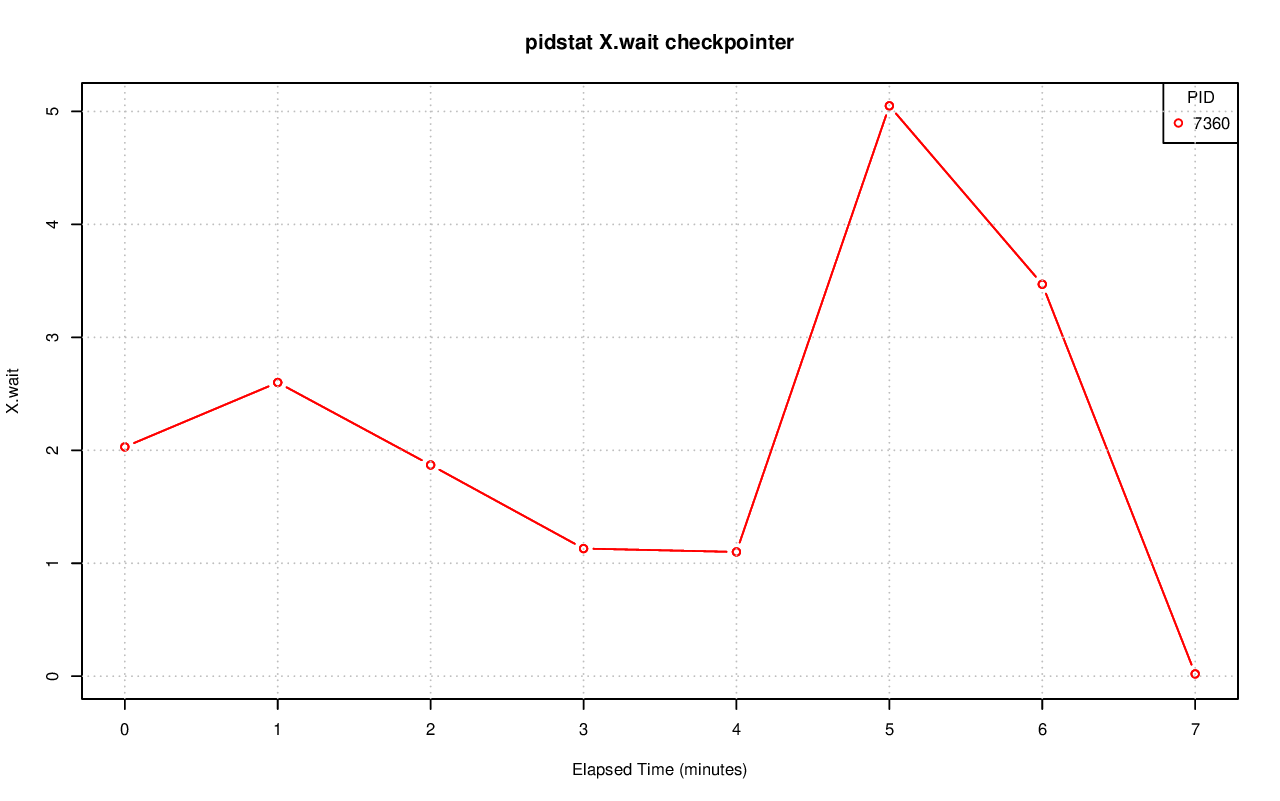 pidstat X.wait checkpointer
PID
7360
5
4
3
2
1
0
X.wait
0 1 2 3 4 5 6 7
Elapsed Time (minutes)